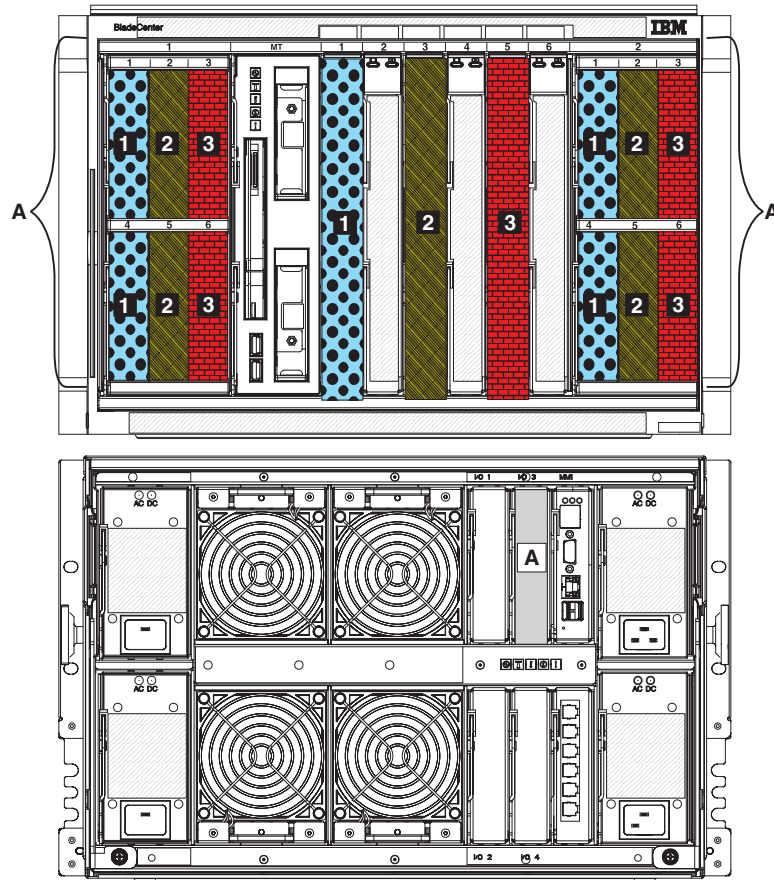 BladeCenter IBM
1 MT 1 2 3 4 5 6 2
1 2 3 1 2 3
1 2 3 1 2 3
A 1 2 3 A
4 5 6 4 5 6
1 2 3 1 2 3
I/O 1 I/O 3 MM1
AC DC AC DC
A
AC DC AC DC
I/O 2 I/O 4